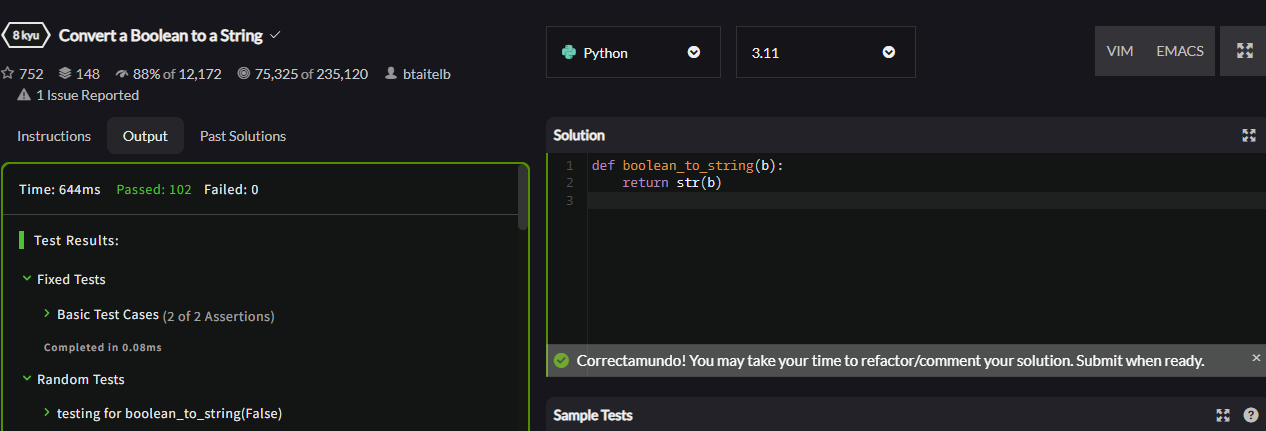 8 kyu Convert a Boolean to a String
752 148 88% of 12,172 75,325 of 235,120 btaitelb
1 Issue Reported
Instructions Output Past Solutions
Time: 644ms Passed: 102 Failed: 0
Test Results:
Fixed Tests
Basic Test Cases (2 of 2 Assertions)
Completed in 0.08ms
Random Tests
testing for boolean_to_string(False)
Python 3.11 VIM EMACS
Solution
1 def boolean_to_string(b):
2 return str(b)
3
Correctamundo! You may take your time to refactor/comment your solution. Submit when ready. ×
Sample Tests ?